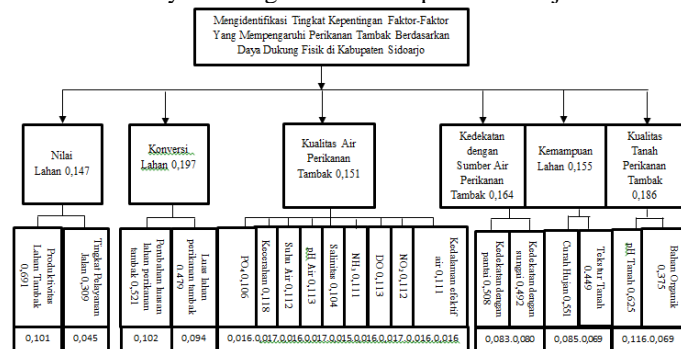 Mengidentifikasi Tingkat Kepentingan Faktor-Faktor
Yang Mempengaruhi Perikanan Tambak Berdasarkan
Daya Dukung Fisik di Kabupaten Sidoarjo
Nilai
Lahan 0,147
Konversi
Lahan 0,197
Kualitas Air
Perikanan
Tambak 0,151
Kedekatan
dengan
Sumber Air
Perikanan
Tambak 0,164
Kemampuan
Lahan 0,155
Kualitas
Tanah
Perikanan
Tambak
0,186
Produktivitas
Lahan Tambak
0,691
Tingkat Pelayanan
Jalan 0,309
Perubahan luasan
lahan perikanan
tambak 0,521
Luas lahan
perikanan tambak
0,479
PO₄ 0,106
Kecerahan 0,118
Suhu Air 0,112
pH Air 0,113
Salinitas 0,104
NH₃ 0,111
DO 0,113
NO₃ 0,112
Kedalaman efektif
air 0,111
Kedekatan dengan
pantai 0,508
Kedekatan dengan
sungai 0,492
Curah Hujan 0,551
Tekstur Tanah
0,449
pH Tanah 0,625
Bahan Organik
0,375
0,101
0,045
0,102
0,094
0,016.0,017.0,016.0,017.0,015.0,016.0,017.0,016.0,016
0,083.0,080
0,085.0,069
0,116.0,069